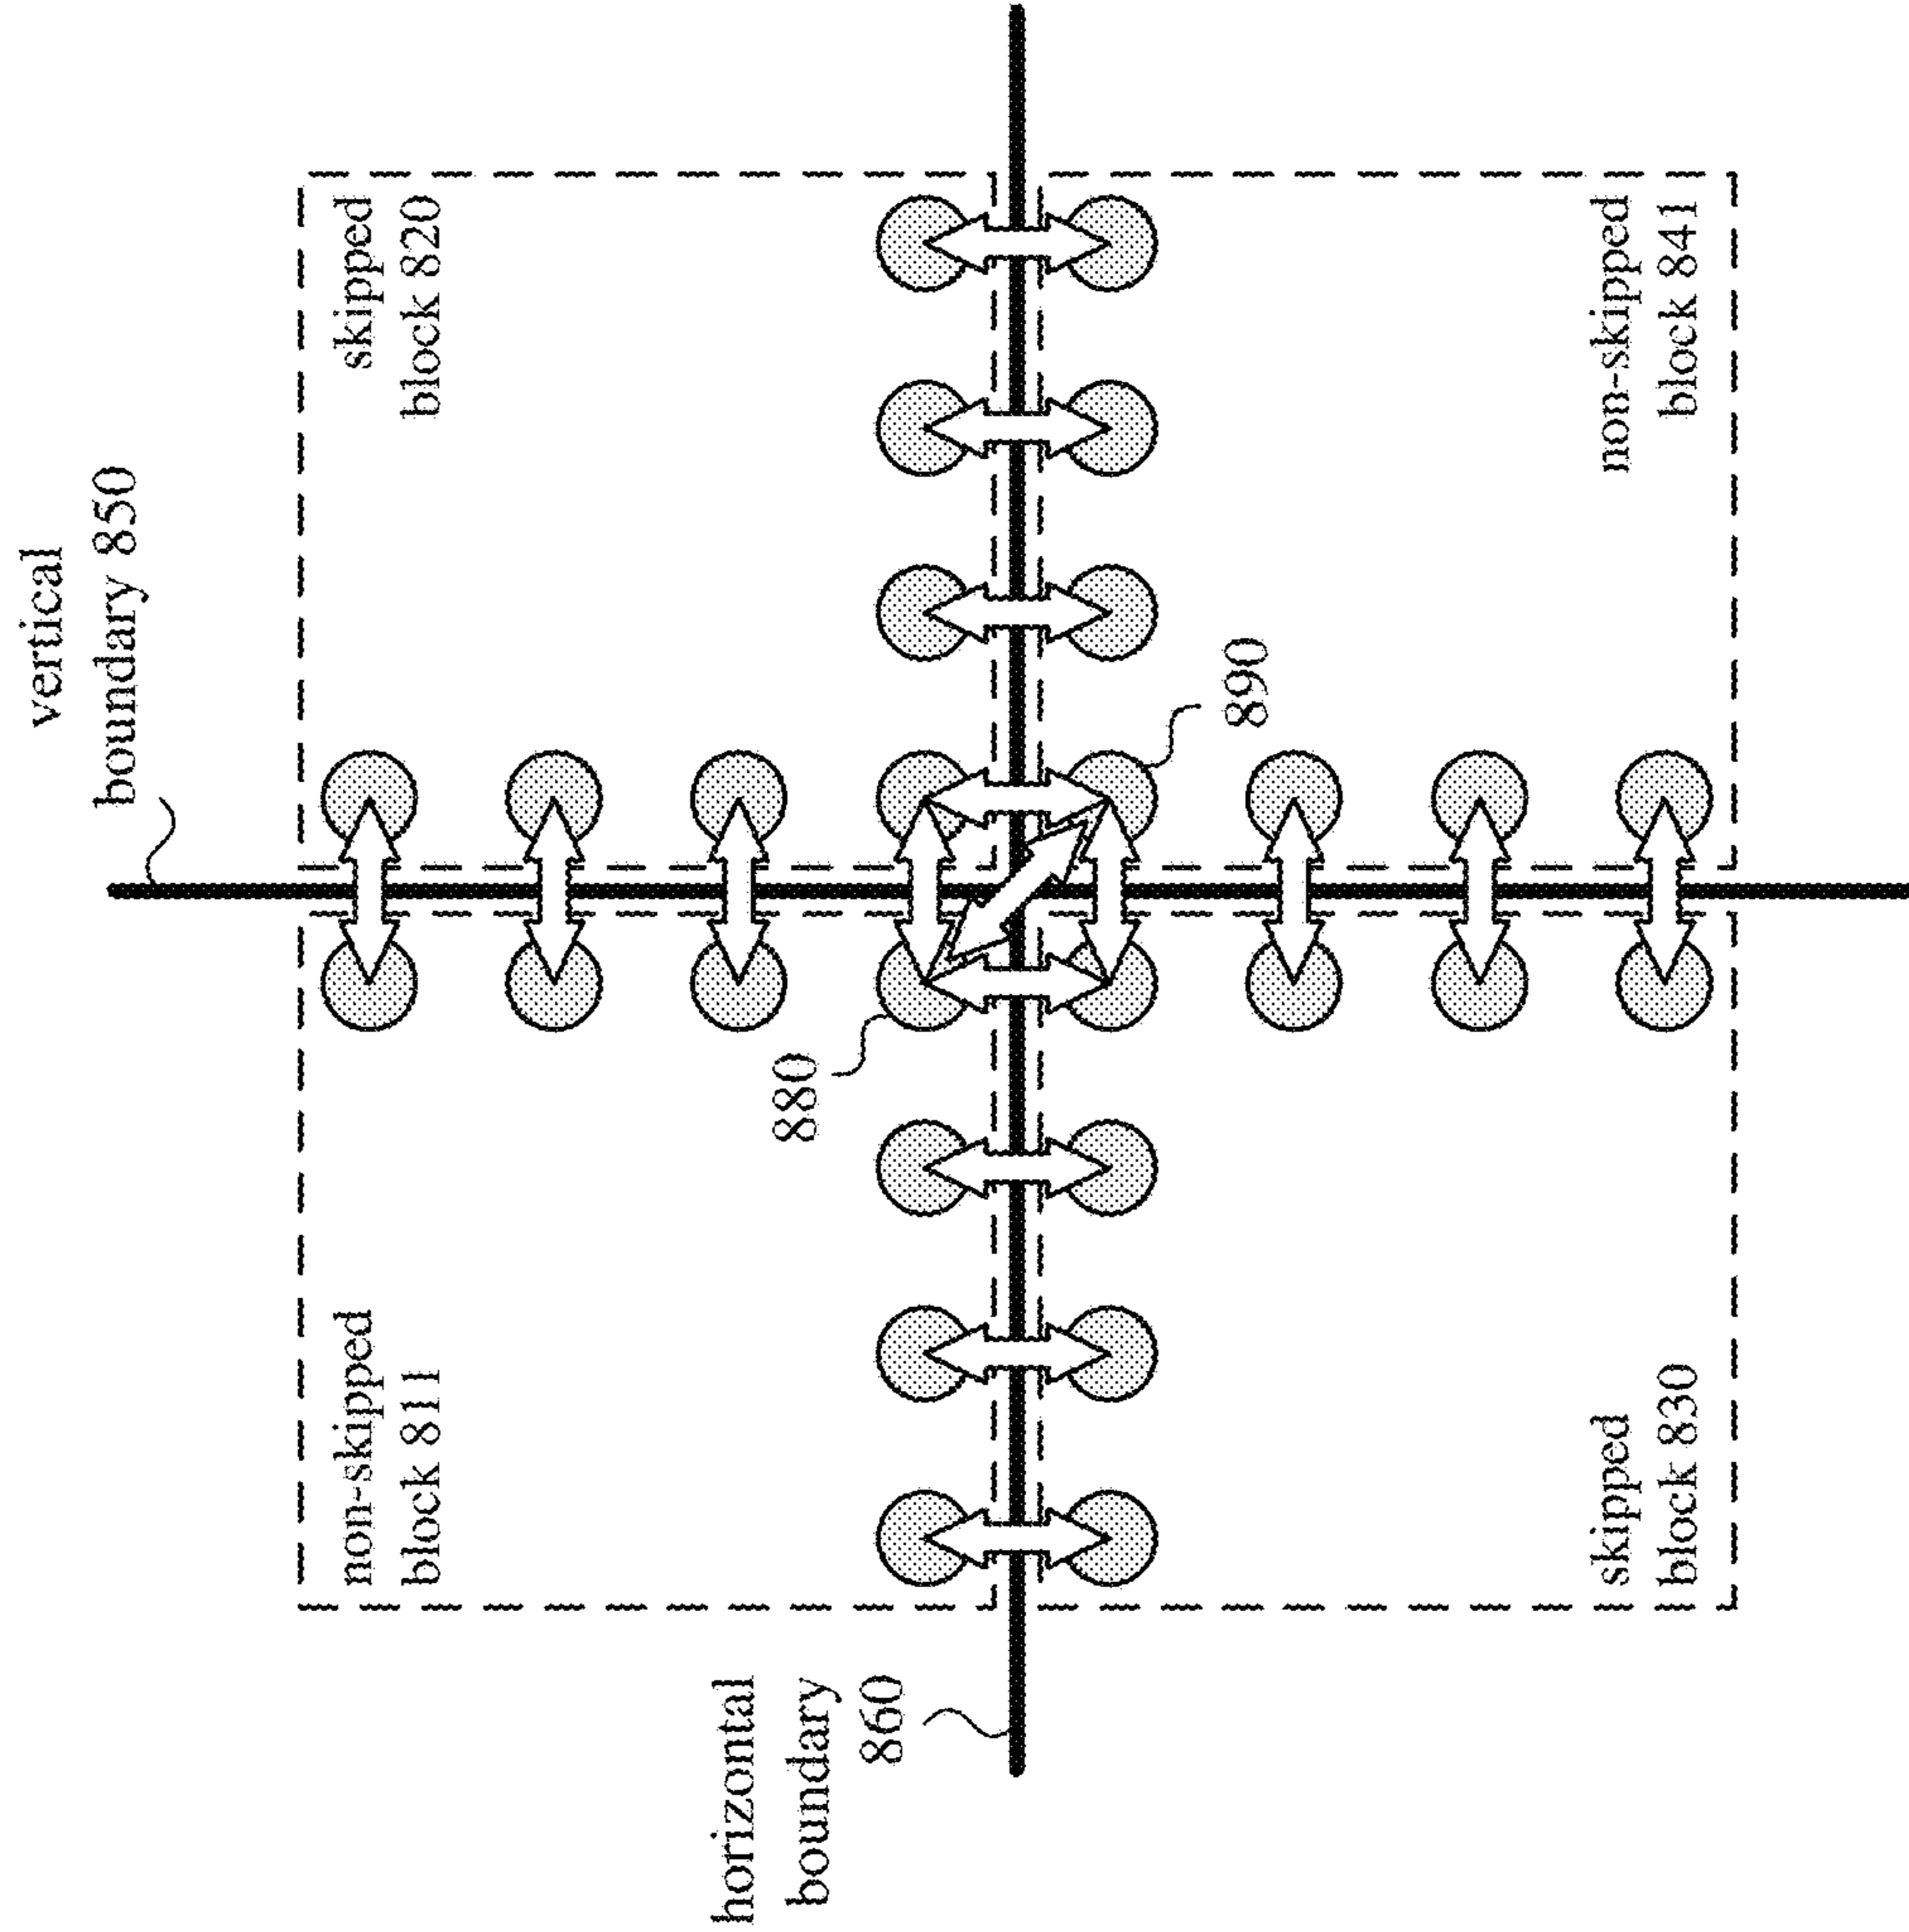 vertical
boundary 850
non-skipped
block 811
skipped
block 820
horizontal
boundary
860
880
890
skipped
block 830
non-skipped
block 841